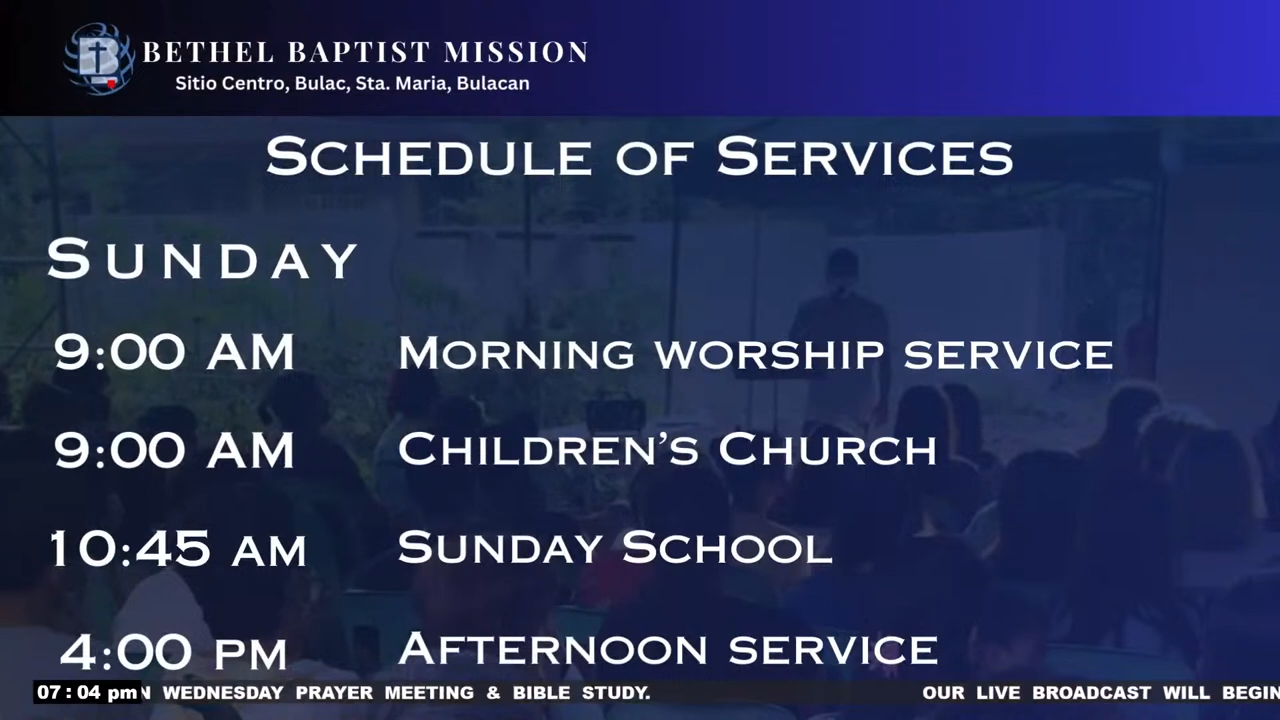 BETHEL BAPTIST MISSION
Sitio Centro, Bulac, Sta. Maria, Bulacan
SCHEDULE OF SERVICES
SUNDAY
9:00 AM MORNING WORSHIP SERVICE
9:00 AM CHILDREN'S CHURCH
10:45 AM SUNDAY SCHOOL
4:00 PM AFTERNOON SERVICE
07 : 04 pm WEDNESDAY PRAYER MEETING & BIBLE STUDY. OUR LIVE BROADCAST WILL BEGIN